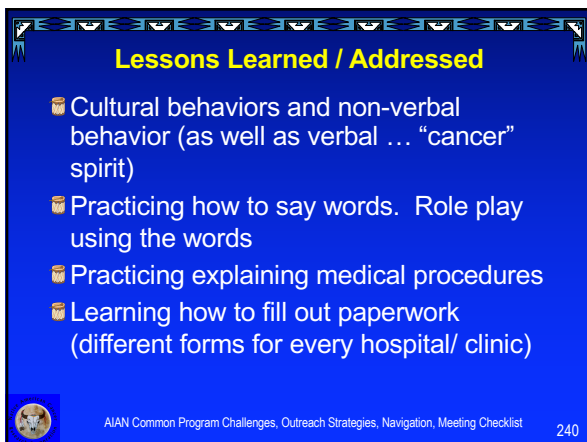 Lessons Learned / Addressed
Cultural behaviors and non-verbal
behavior (as well as verbal … “cancer”
spirit)
Practicing how to say words.  Role play
using the words
Practicing explaining medical procedures
Learning how to fill out paperwork
(different forms for every hospital/ clinic)
AIAN Common Program Challenges, Outreach Strategies, Navigation, Meeting Checklist
240